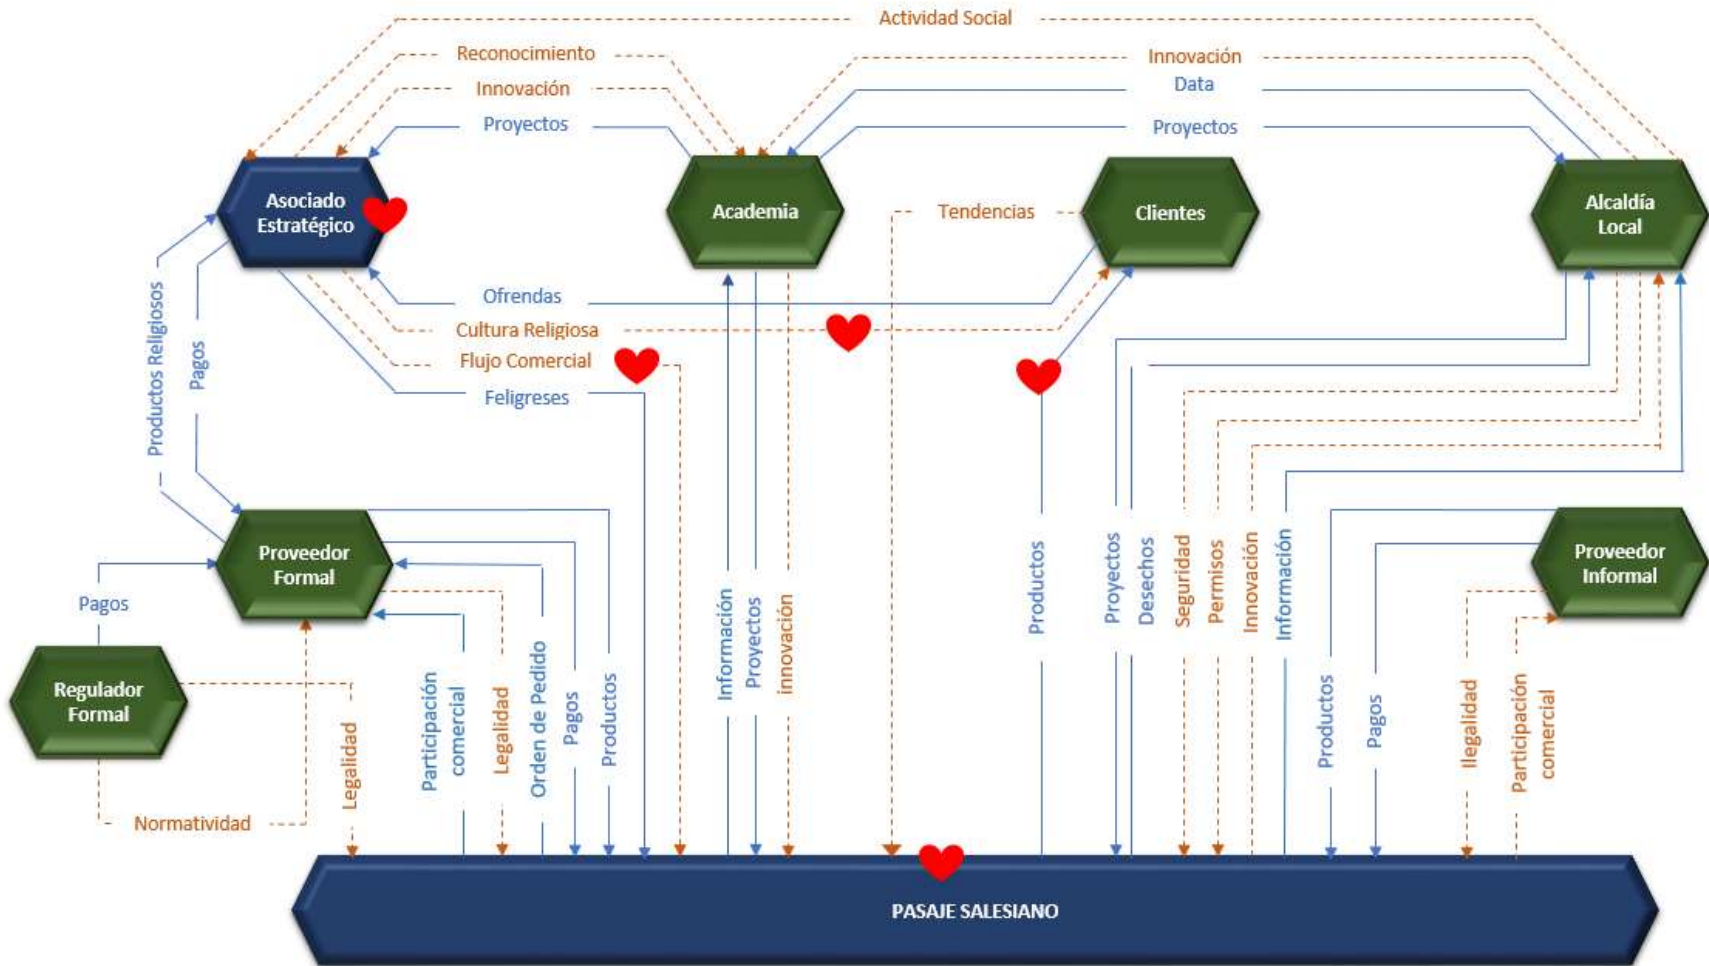 Actividad Social
Reconocimiento
Innovación
Innovación
Data
Proyectos
Proyectos
Asociado
Estratégico
Academia
Tendencias
Clientes
Alcaldía
Local
Ofrendas
Cultura Religiosa
Flujo Comercial
Feligreses
Productos Religiosos
Pagos
Proveedor
Formal
Pagos
Regulador
Formal
Normatividad
Legalidad
Participación
comercial
Legalidad
Orden de Pedido
Pagos
Productos
Información
Proyectos
innovación
Productos
Proyectos
Desechos
Seguridad
Permisos
Innovación
Información
Productos
Pagos
Ilegalidad
Participación
comercial
Proveedor
Informal
PASAJE SALESIANO